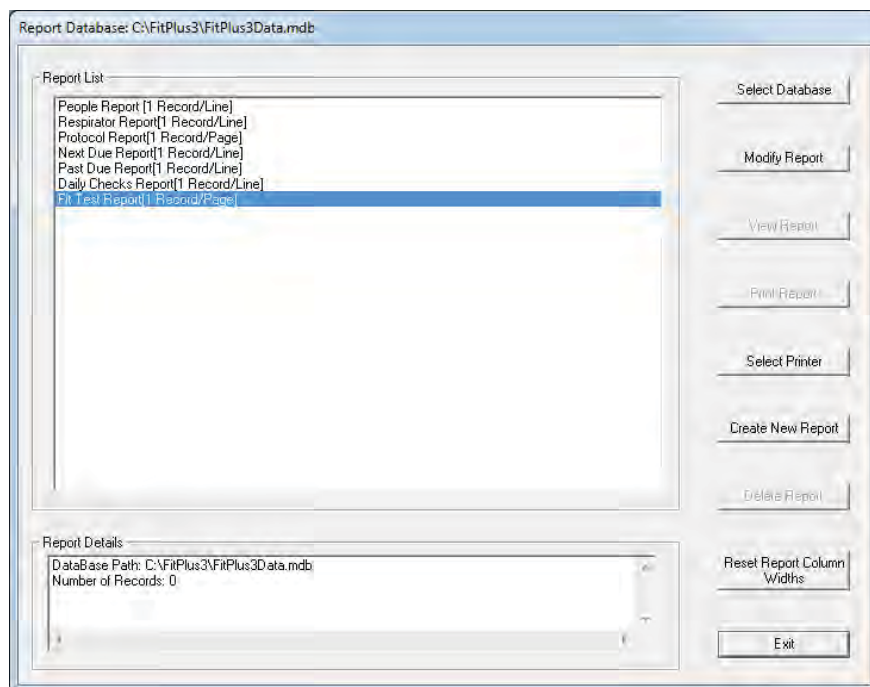 Report Database: C:\FitPlus3\FitPlus3Data.mdb
Report List
People Report [1 Record/Line]
Respirator Report[1 Record/Line]
Protocol Report[1 Record/Page]
Next Due Report[1 Record/Line]
Past Due Report[1 Record/Line]
Daily Checks Report[1 Record/Line]
Fit Test Report[1 Record/Page]
Select Database
Modify Report
View Report
Print Report
Select Printer
Create New Report
Delete Report
Report Details
DataBase Path: C:\FitPlus3\FitPlus3Data.mdb
Number of Records: 0
Reset Report Column
Widths
Exit